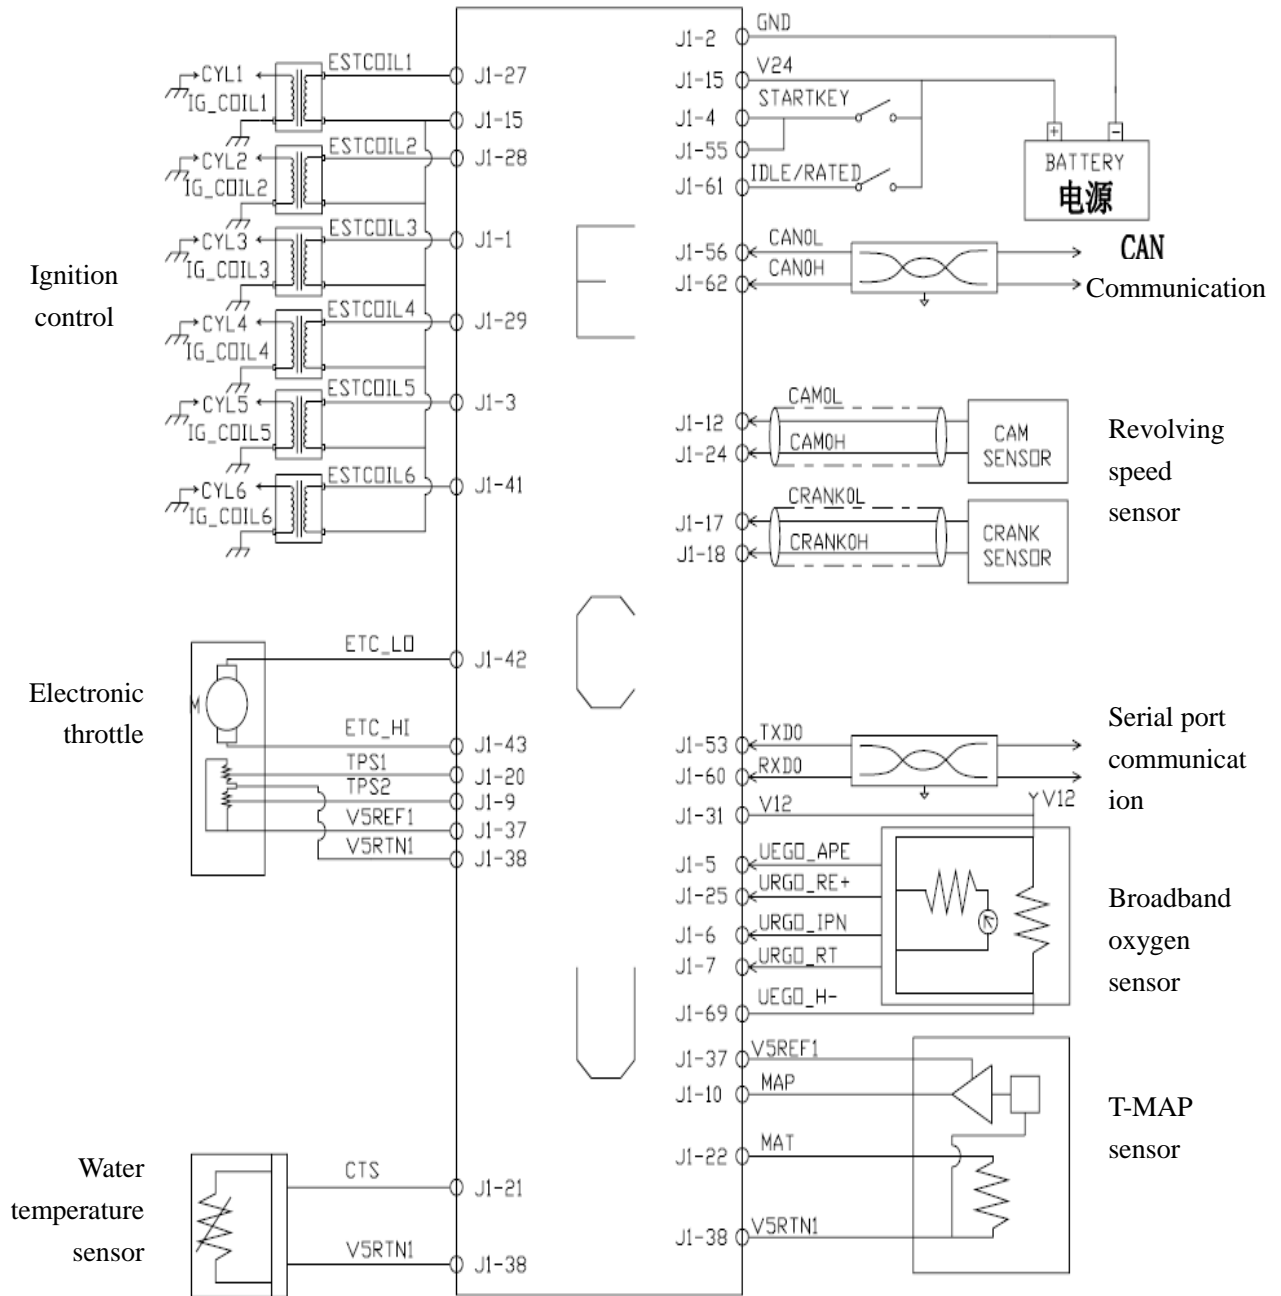 Ignition
control
CYL1
IG_COIL1
ESTCOIL1
J1-27
J1-15
CYL2
IG_COIL2
ESTCOIL2
J1-28
CYL3
IG_COIL3
ESTCOIL3
J1-1
CYL4
IG_COIL4
ESTCOIL4
J1-29
CYL5
IG_COIL5
ESTCOIL5
J1-3
CYL6
IG_COIL6
ESTCOIL6
J1-41
Electronic
throttle
M
ETC_LO
J1-42
ETC_HI
J1-43
TPS1
J1-20
TPS2
J1-9
V5REF1
J1-37
V5RTN1
J1-38
Water
temperature
sensor
CTS
J1-21
V5RTN1
J1-38
E
C
U
J1-2
GND
J1-15
V24
J1-4
STARTKEY
J1-55
J1-61
IDLE/RATED
+
−
BATTERY
电源
J1-56
CAN0L
J1-62
CAN0H
CAN
Communication
J1-12
CAM0L
J1-24
CAM0H
CAM
SENSOR
J1-17
CRANK0L
J1-18
CRANK0H
CRANK
SENSOR
Revolving
speed
sensor
J1-53
TXD0
J1-60
RXD0
Serial port
communicat
ion
J1-31
V12
V12
J1-5
UEGO_APE
J1-25
URGO_RE+
J1-6
URGO_IPN
J1-7
URGO_RT
J1-69
UEGO_H-
Broadband
oxygen
sensor
J1-37
V5REF1
J1-10
MAP
J1-22
MAT
J1-38
V5RTN1
T-MAP
sensor